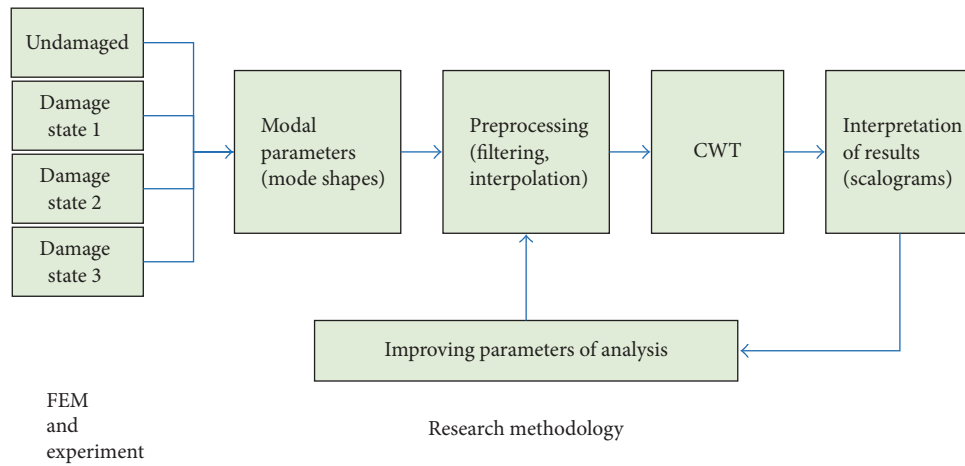 Undamaged
Damage
state 1
Damage
state 2
Damage
state 3
Modal
parameters
(mode shapes)
Preprocessing
(filtering,
interpolation)
CWT
Interpretation
of results
(scalograms)
Improving parameters of analysis
FEM
and
experiment
Research methodology